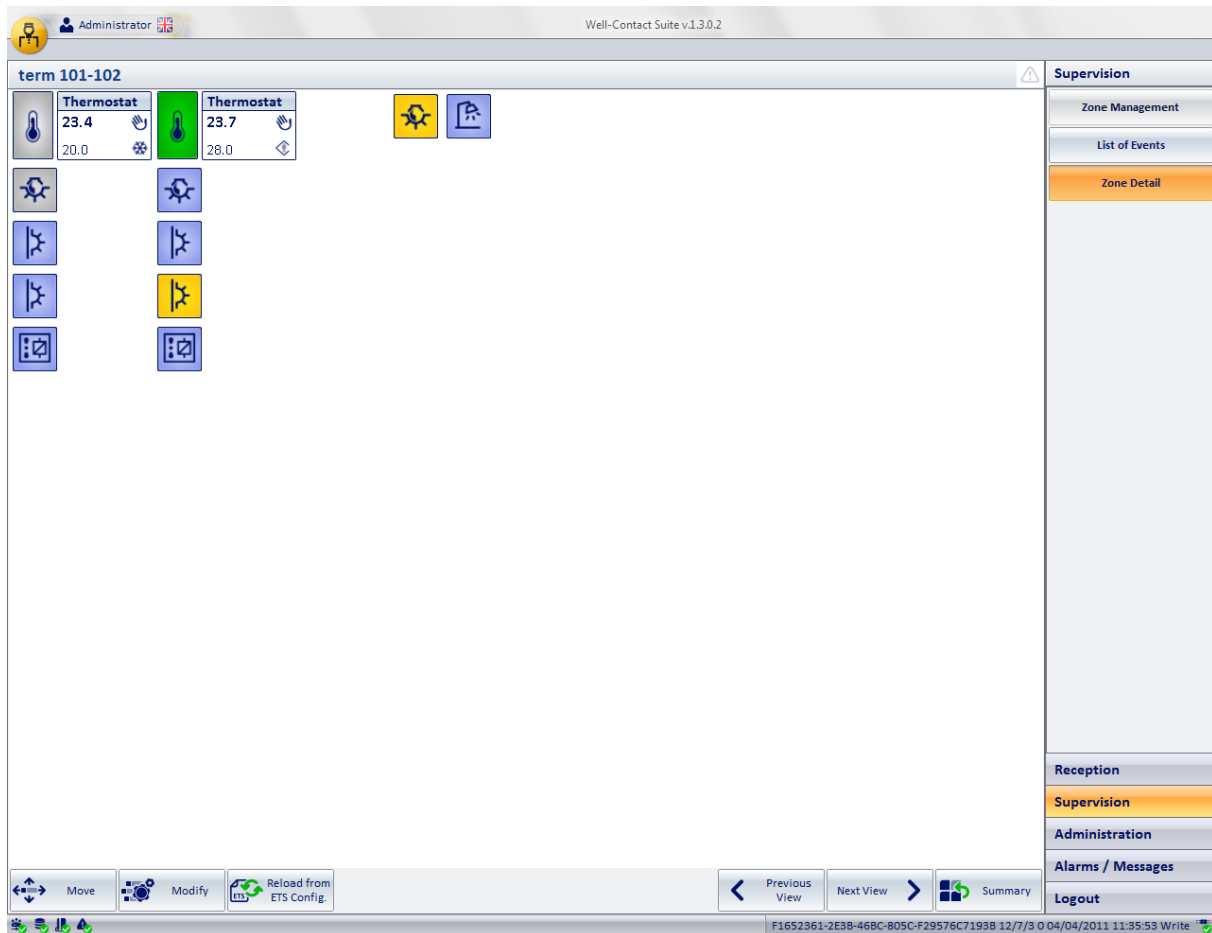 Administrator
Well-Contact Suite v.1.3.0.2
term 101-102
Supervision
Thermostat
23.4
20.0
Thermostat
23.7
28.0
Zone Management
List of Events
Zone Detail
Reception
Supervision
Administration
Alarms / Messages
Logout
Move
Modify
ETS
Reload from
ETS Config.
Previous
View
Next View
Summary
F1652361-2E3B-46BC-805C-F29576C7193B 12/7/3 0 04/04/2011 11:35:53 Write